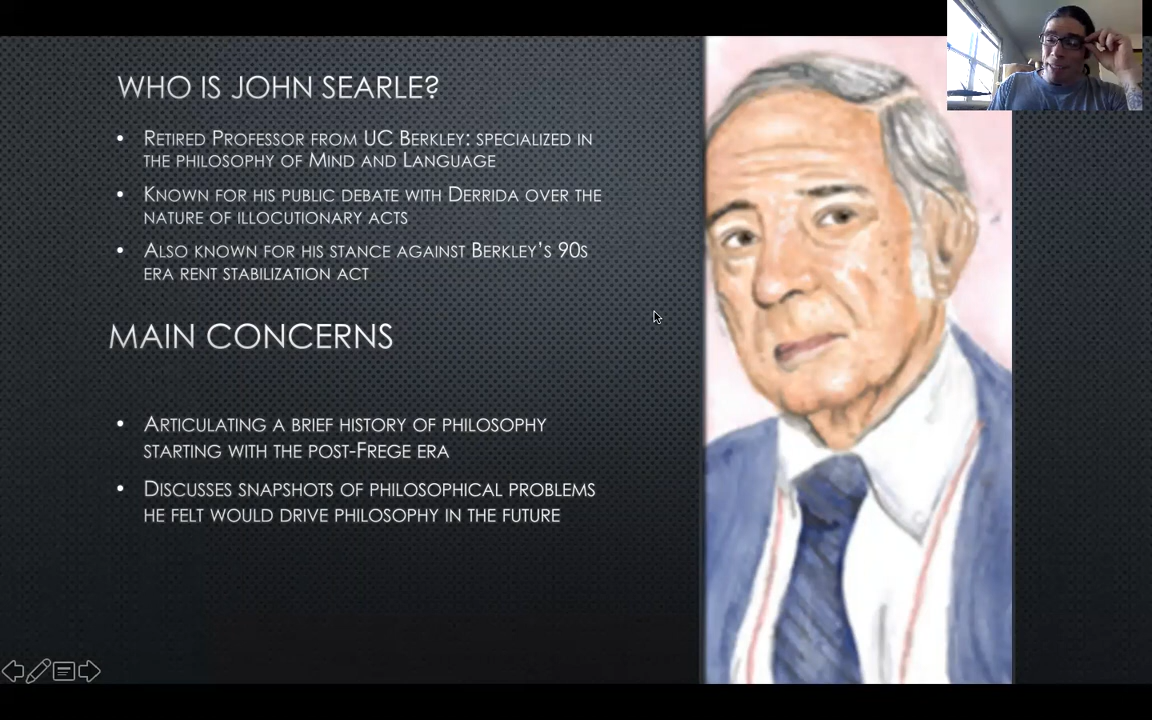 WHO IS JOHN SEARLE?
• RETIRED PROFESSOR FROM UC BERKLEY: SPECIALIZED IN
THE PHILOSOPHY OF MIND AND LANGUAGE
• KNOWN FOR HIS PUBLIC DEBATE WITH DERRIDA OVER THE
NATURE OF ILLOCUTIONARY ACTS
• ALSO KNOWN FOR HIS STANCE AGAINST BERKLEY'S 90S
ERA RENT STABILIZATION ACT
MAIN CONCERNS
• ARTICULATING A BRIEF HISTORY OF PHILOSOPHY
STARTING WITH THE POST-FREGE ERA
• DISCUSSES SNAPSHOTS OF PHILOSOPHICAL PROBLEMS
HE FELT WOULD DRIVE PHILOSOPHY IN THE FUTURE